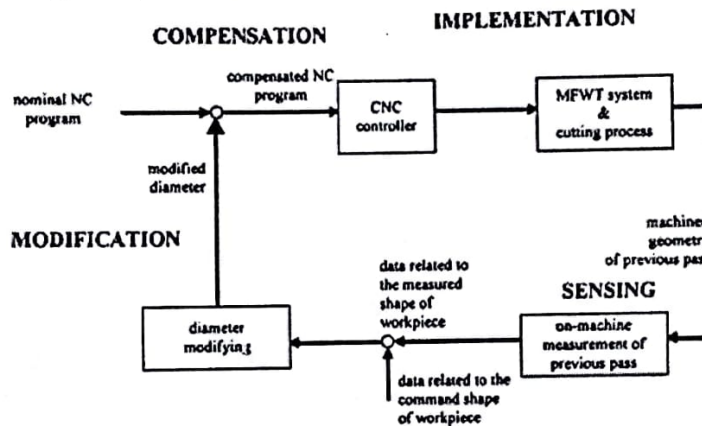 COMPENSATION
IMPLEMENTATION
nominal NC
program
compensated NC
program
CNC
controller
MFWT system
&
cutting process
modified
diameter
MODIFICATION
machine
geometr
of previous pas
data related to
the measured
shape of
workpiece
SENSING
diameter
modifying
on-machine
measurement of
previous pass
data related to the
command shape
of workpiece